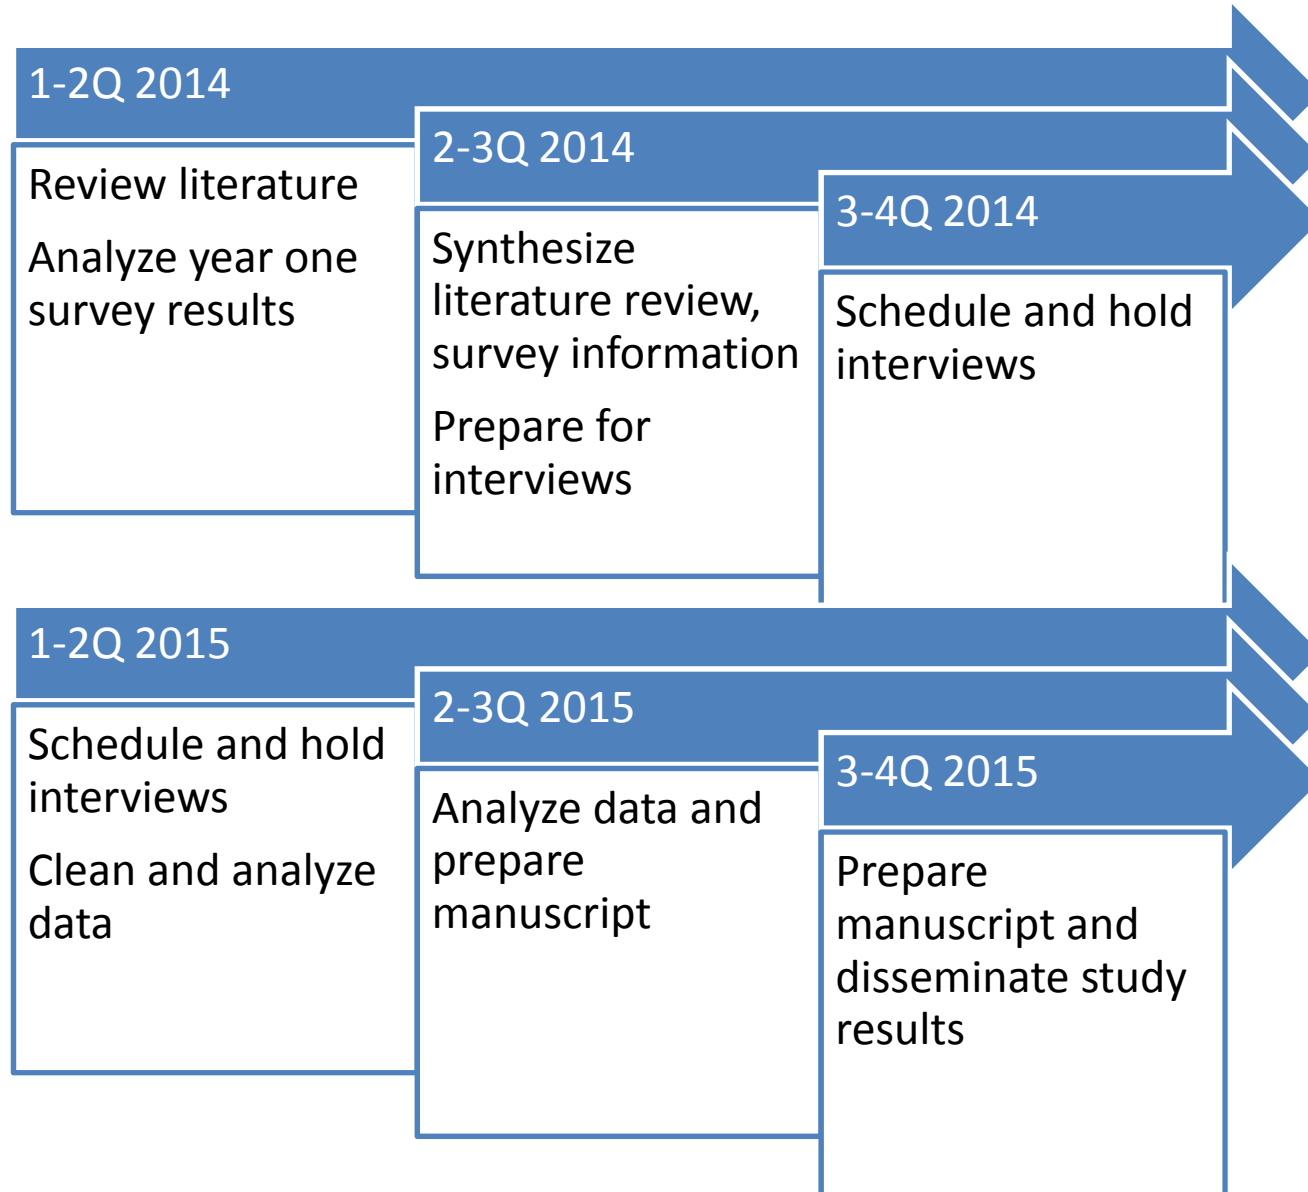 1-2Q 2014
Review literature
Analyze year one
survey results
2-3Q 2014
Synthesize
literature review,
survey information
Prepare for
interviews
3-4Q 2014
Schedule and hold
interviews
1-2Q 2015
Schedule and hold
interviews
Clean and analyze
data
2-3Q 2015
Analyze data and
prepare
manuscript
3-4Q 2015
Prepare
manuscript and
disseminate study
results